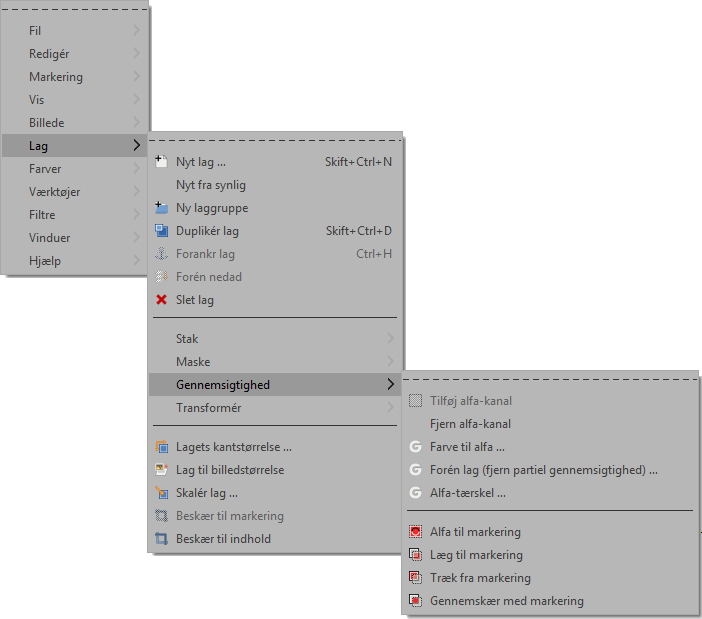 Fil
Redigér
Markering
Vis
Billede
Lag
Farver
Værktøjer
Filtre
Vinduer
Hjælp
Nyt lag ... Skift+Ctrl+N
Nyt fra synlig
Ny laggruppe
Duplikér lag Skift+Ctrl+D
Forankr lag Ctrl+H
Forén nedad
Slet lag
Stak
Maske
Gennemsigtighed
Transformér
Lagets kantstørrelse ...
Lag til billedstørrelse
Skalér lag ...
Beskær til markering
Beskær til indhold
Tilføj alfa-kanal
Fjern alfa-kanal
Farve til alfa ...
Forén lag (fjern partiel gennemsigtighed) ...
Alfa-tærskel ...
Alfa til markering
Læg til markering
Træk fra markering
Gennemskær med markering